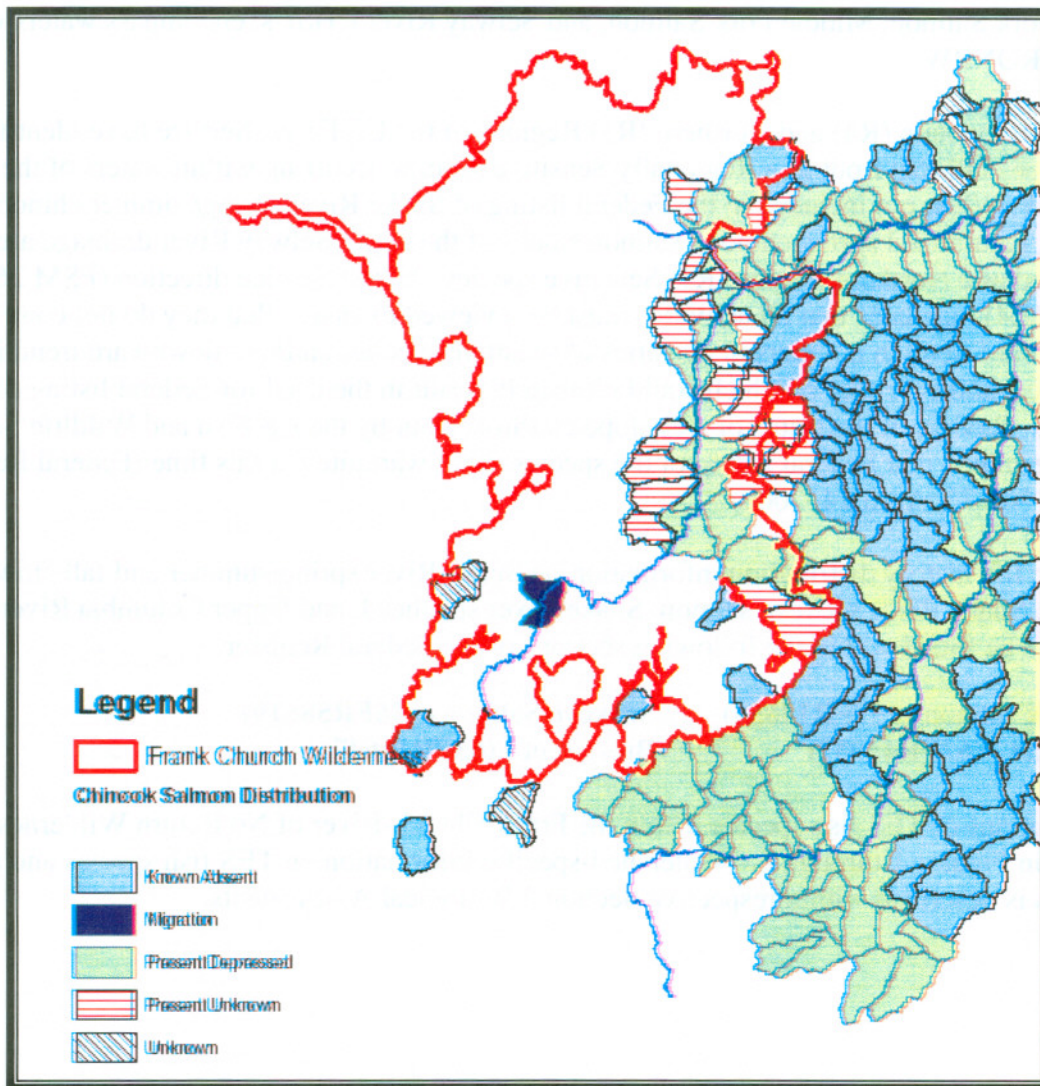 Legend
Frank Church Wilderness
Chinook Salmon Distribution
Known Absent
Migration
Present Depressed
Present Unknown
Unknown